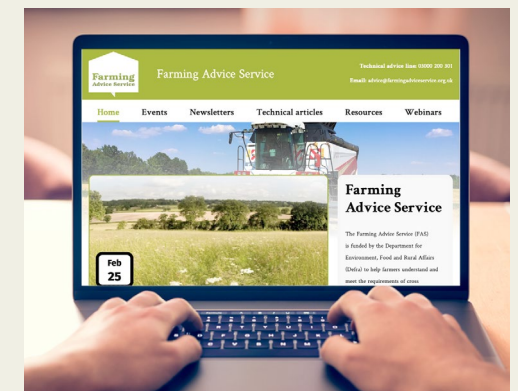 Farming
Advice Service
Farming Advice Service
Technical advice line 03000 200 301
Email: advice@farmingadviceservice.org.uk
Home Events Newsletters Technical articles Resources Webinars
Feb
25
Farming
Advice Service
The Farming Advice Service (FAS)
is funded by the Department for
Environment, Food and Rural Affairs
(Defra) to help farmers understand and
meet the requirements of cross